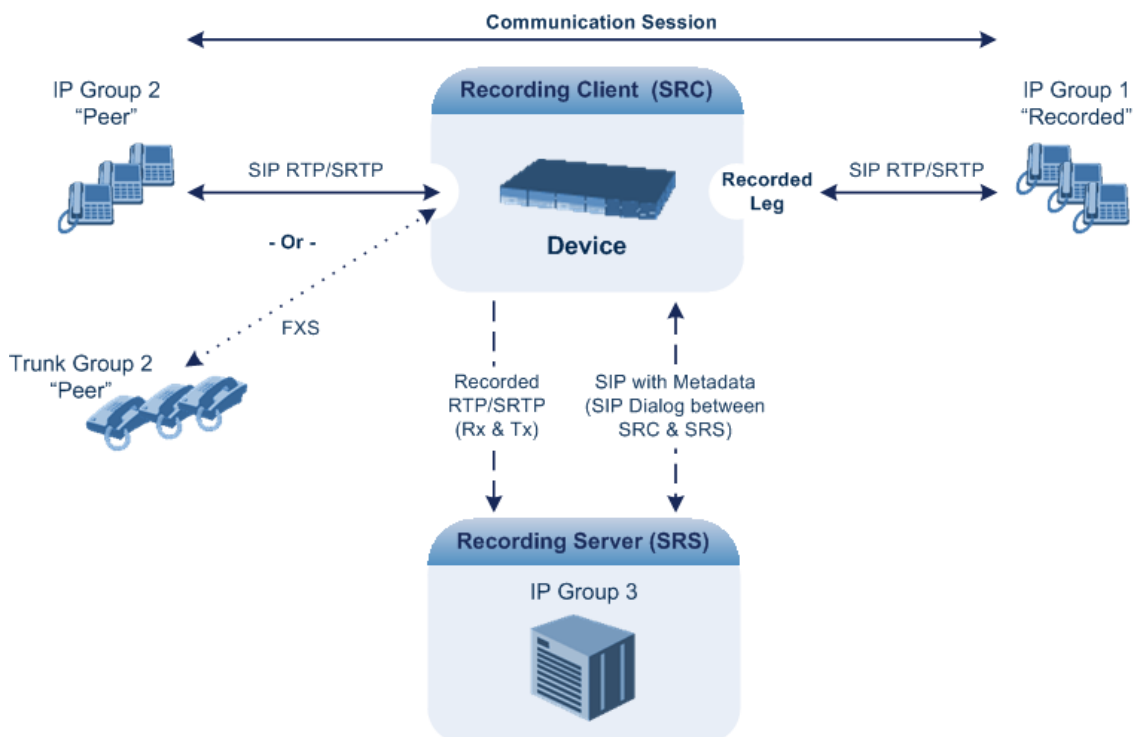 Communication Session
IP Group 2
“Peer”
Recording Client (SRC)
IP Group 1
“Recorded”
SIP RTP/SRTP
Recorded
Leg
SIP RTP/SRTP
- Or -
Device
FXS
Trunk Group 2
“Peer”
Recorded
RTP/SRTP
(Rx & Tx)
SIP with Metadata
(SIP Dialog between
SRC & SRS)
Recording Server (SRS)
IP Group 3